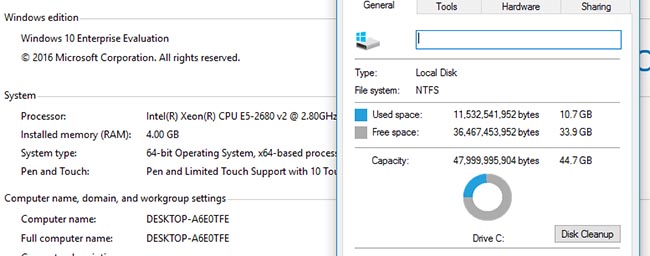 Windows edition
Windows 10 Enterprise Evaluation
© 2016 Microsoft Corporation. All rights reserved.
System
Processor: Intel(R) Xeon(R) CPU E5-2680 v2 @ 2.80GHz
Installed memory (RAM): 4.00 GB
System type: 64-bit Operating System, x64-based proces
Pen and Touch: Pen and Limited Touch Support with 10 Tou
Computer name, domain, and workgroup settings
Computer name: DESKTOP-A6E0TFE
Full computer name: DESKTOP-A6E0TFE
General Tools Hardware Sharing
Type: Local Disk
File system: NTFS
Used space: 11,532,541,952 bytes 10.7 GB
Free space: 36,467,453,952 bytes 33.9 GB
Capacity: 47,999,995,904 bytes 44.7 GB
Drive C: Disk Cleanup